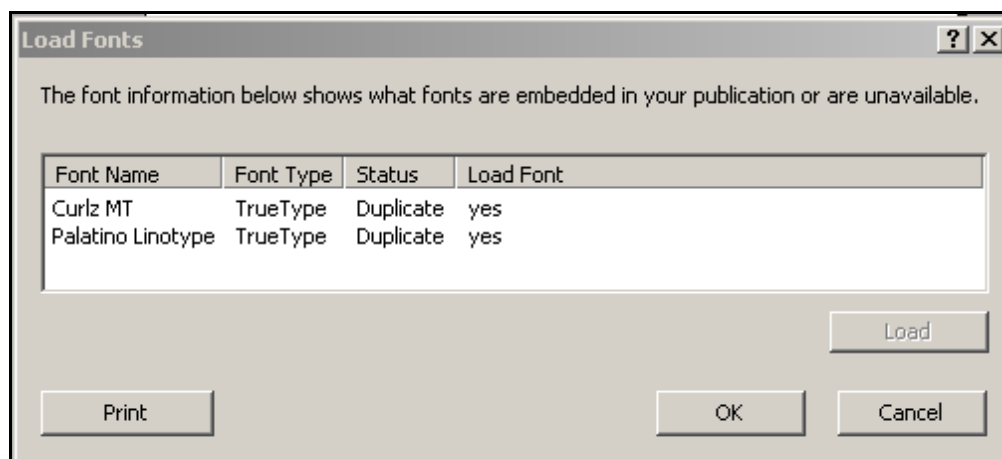 Load Fonts
The font information below shows what fonts are embedded in your publication or are unavailable.
Font Name Font Type Status Load Font
Curlz MT TrueType Duplicate yes
Palatino Linotype TrueType Duplicate yes
Load
Print OK Cancel